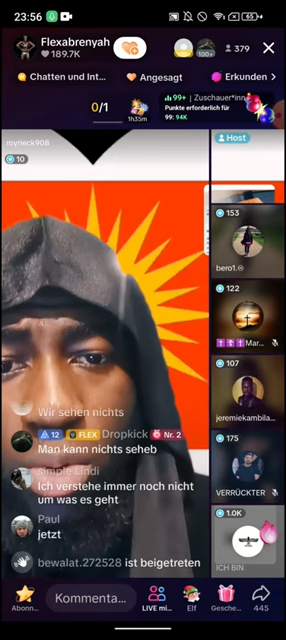 23:56
65
Flexabrenyah
189.7K
100+
379
Chatten und Int...
Angesagt
Erkunden
0/1
1h35m
99+ | Zuschauer*inn
Punkte erforderlich für
99: 94K
royrieck908
10
Host
153
bero1.
122
Mar...
107
jeremiekambila...
175
VERRÜCKTER
1.0K
ICH BIN
Wir sehen nichts
12 FLEX Dropkick Nr. 2
Man kann nichts seheb
simple Lindi
Ich verstehe immer noch nicht
um was es geht
Paul
jetzt
bewalat.272528 ist beigetreten
Abonn...
Kommenta...
LIVE mi...
Elf
Gesche...
445